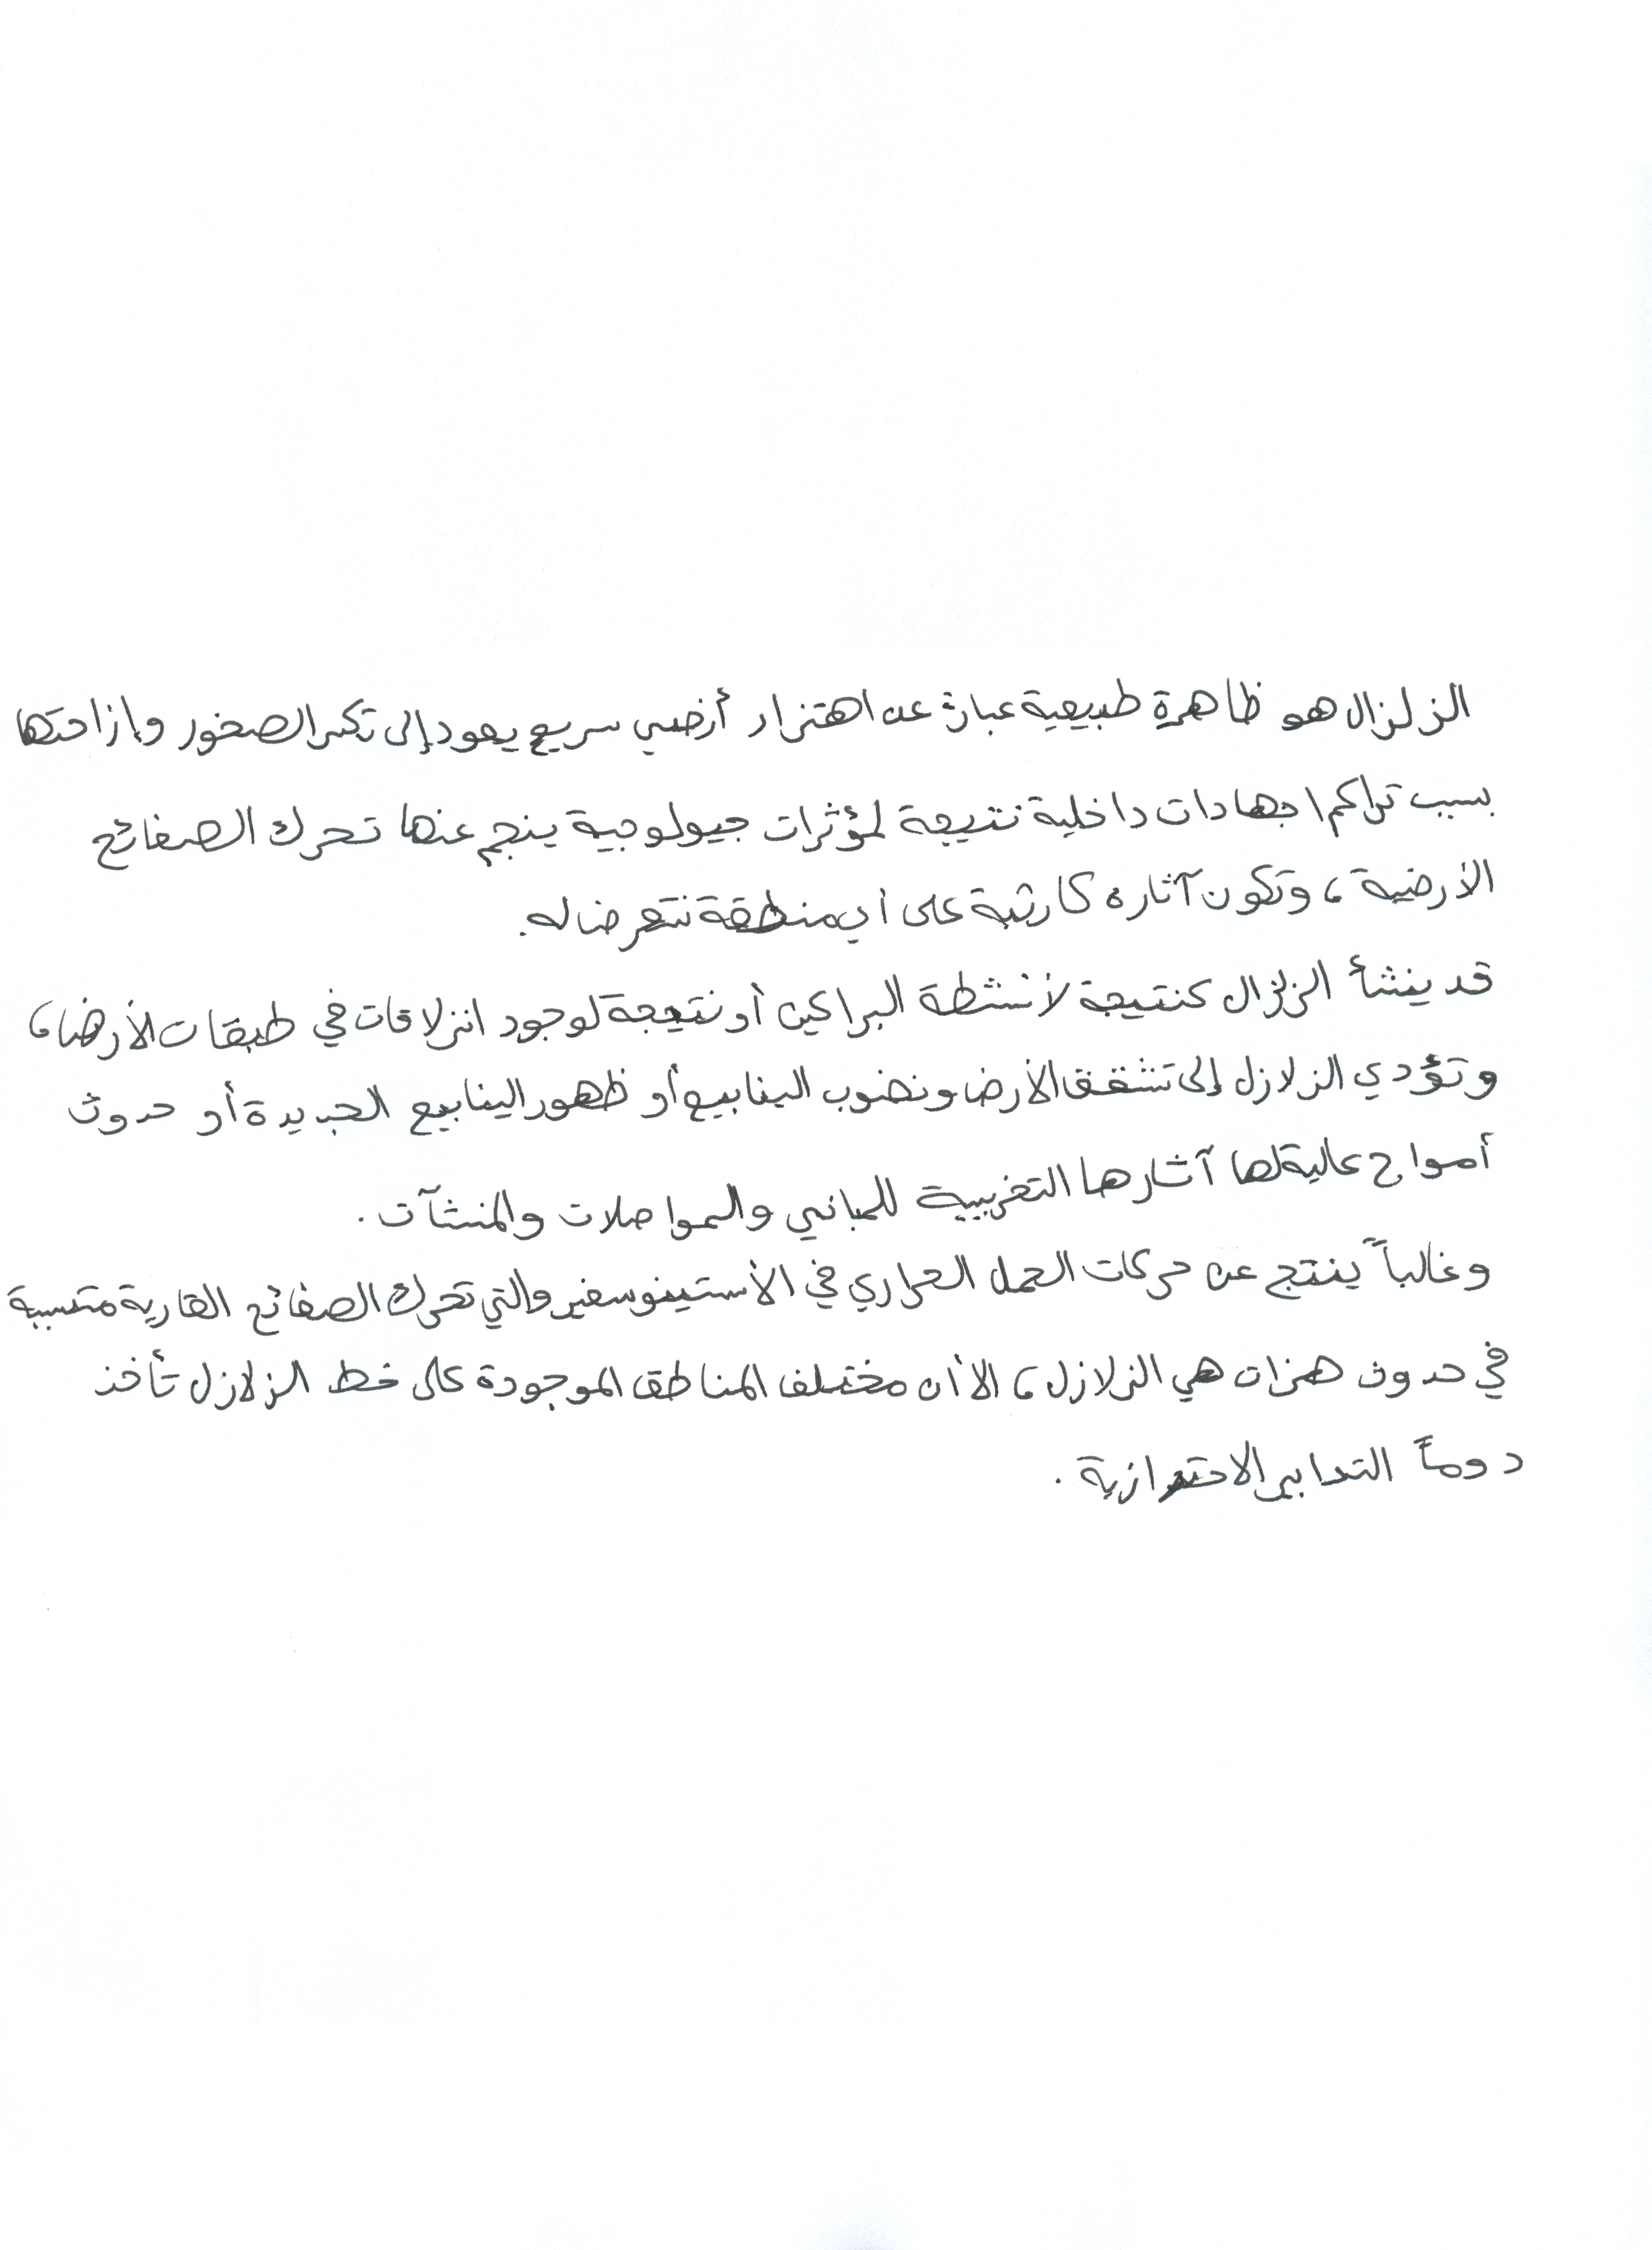 الزلزال هو ظاهرة طبيعية عبارة عن اهتزار أرضي سريع يعود إلى تكسر الصخور وإزاحتها
بسبب تراكم اجهادات داخلية نتيجة لمؤثرات جيولوجية ينجم عنها تحرك الصفائح
الأرضية ، وتكون آثاره كارثية على أي منطقة نتعرض له .
قد ينشأ الزلزال كنتيجة لأنشطة البراكين أو نتيجة لوجود انزلاقات في طبقات الأرض ،
وتؤدي الزلازل إلى تشقق الأرض ونضوب الينابيع أو ظهور الينابيع الجديدة أو حدوث
أمواج عالية لها آثارها التخريبية للمباني والمواصلات والمنشآت .
وغالباً ينتج عن حركات الحمل الحراري في الأستينوسفير والتي تحرك الصفائح القارية متسببة
في حدوث هزات هي الزلازل ، الا أن مختلف المناطق الموجودة على خط الزلازل تأخذ
دوماً التدابير الاحترازية .